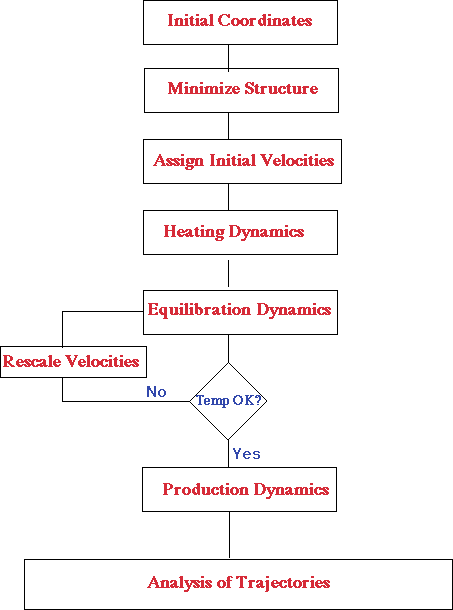 Initial Coordinates
Minimize Structure
Assign Initial Velocities
Heating Dynamics
Equilibration Dynamics
Rescale Velocities
No
Temp OK?
Yes
Production Dynamics
Analysis of Trajectories